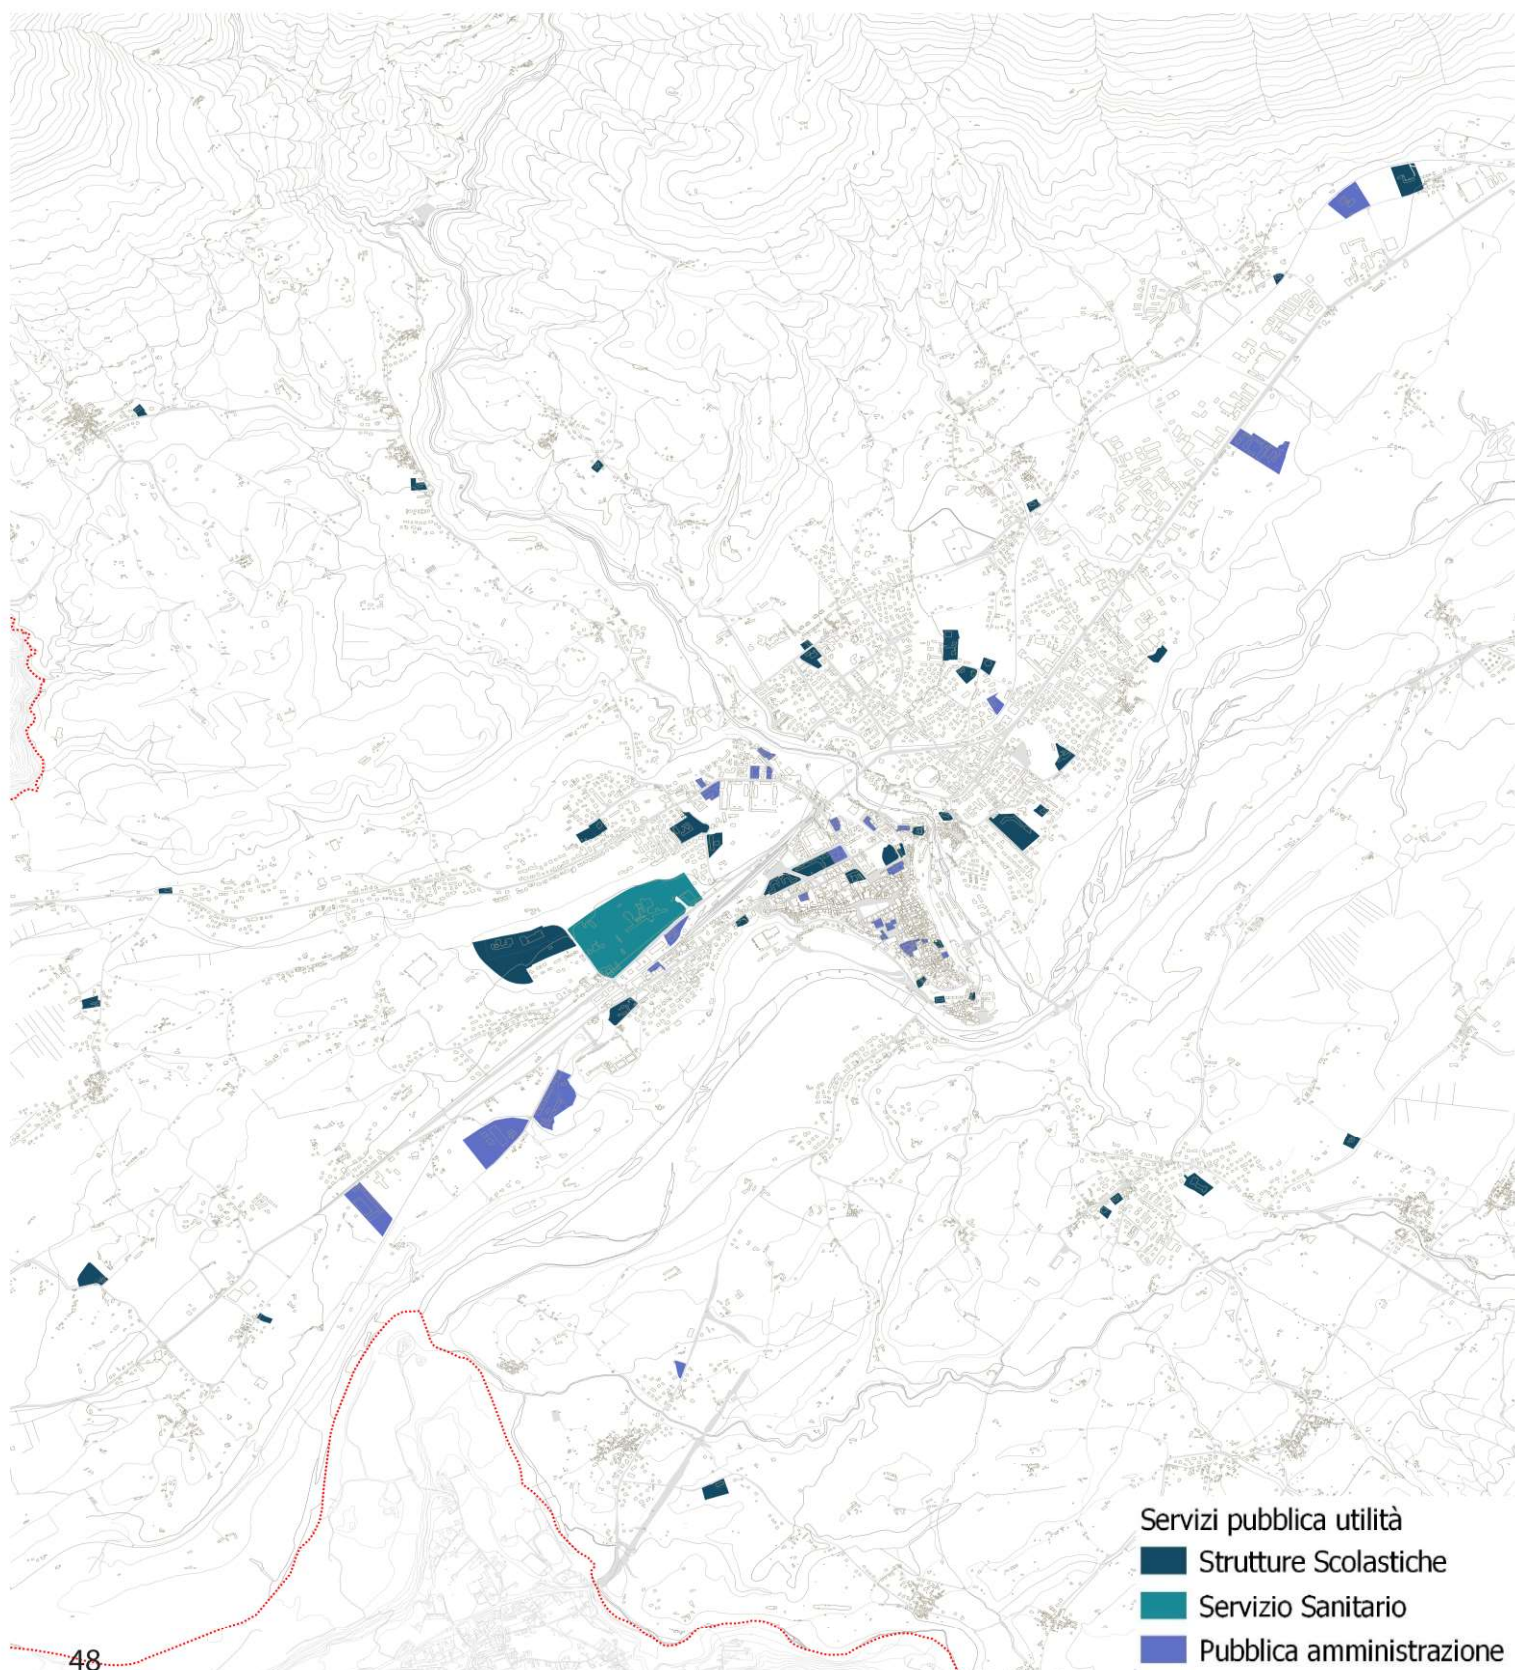 Servizi pubblica utilità
Strutture Scolastiche
Servizio Sanitario
Pubblica amministrazione
48